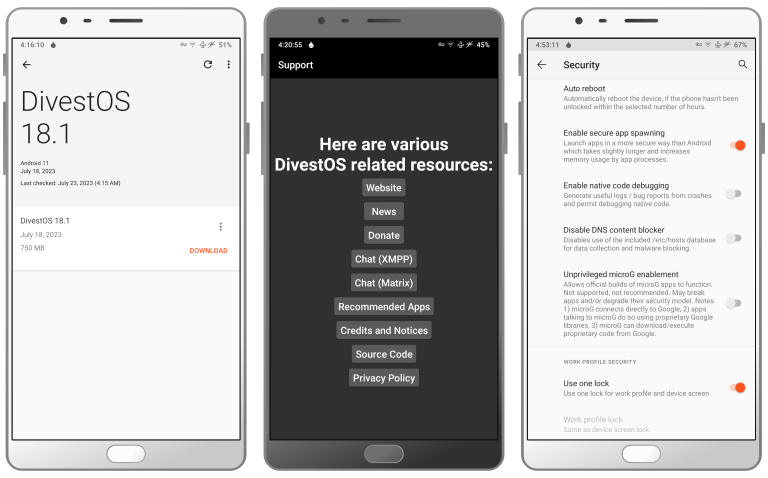 4:16:10
51%
DivestOS
18.1
Android 11
July 18, 2023
Last checked: July 23, 2023 (4:15 AM)
DivestOS 18.1
July 18, 2023
750 MB
DOWNLOAD
4:20:55
45%
Support
Here are various
DivestOS related resources:
Website
News
Donate
Chat (XMPP)
Chat (Matrix)
Recommended Apps
Credits and Notices
Source Code
Privacy Policy
4:53:11
67%
Security
Auto reboot
Automatically reboot the device, if the phone hasn't been
unlocked within the selected number of hours.
Enable secure app spawning
Launch apps in a more secure way than Android
which takes slightly longer and increases
memory usage by app processes.
Enable native code debugging
Generate useful logs / bug reports from crashes
and permit debugging native code.
Disable DNS content blocker
Disables use of the included /etc/hosts database
for data collection and malware blocking.
Unprivileged microG enablement
Allows official builds of microG apps to function.
Not supported, not recommended. May break
apps and/or degrade their security model. Notes:
1) microG connects directly to Google, 2) apps
talking to microG do so using proprietary Google
libraries, 3) microG can download/execute
proprietary code from Google.
WORK PROFILE SECURITY
Use one lock
Use one lock for work profile and device screen
Work profile lock
Same as device screen lock